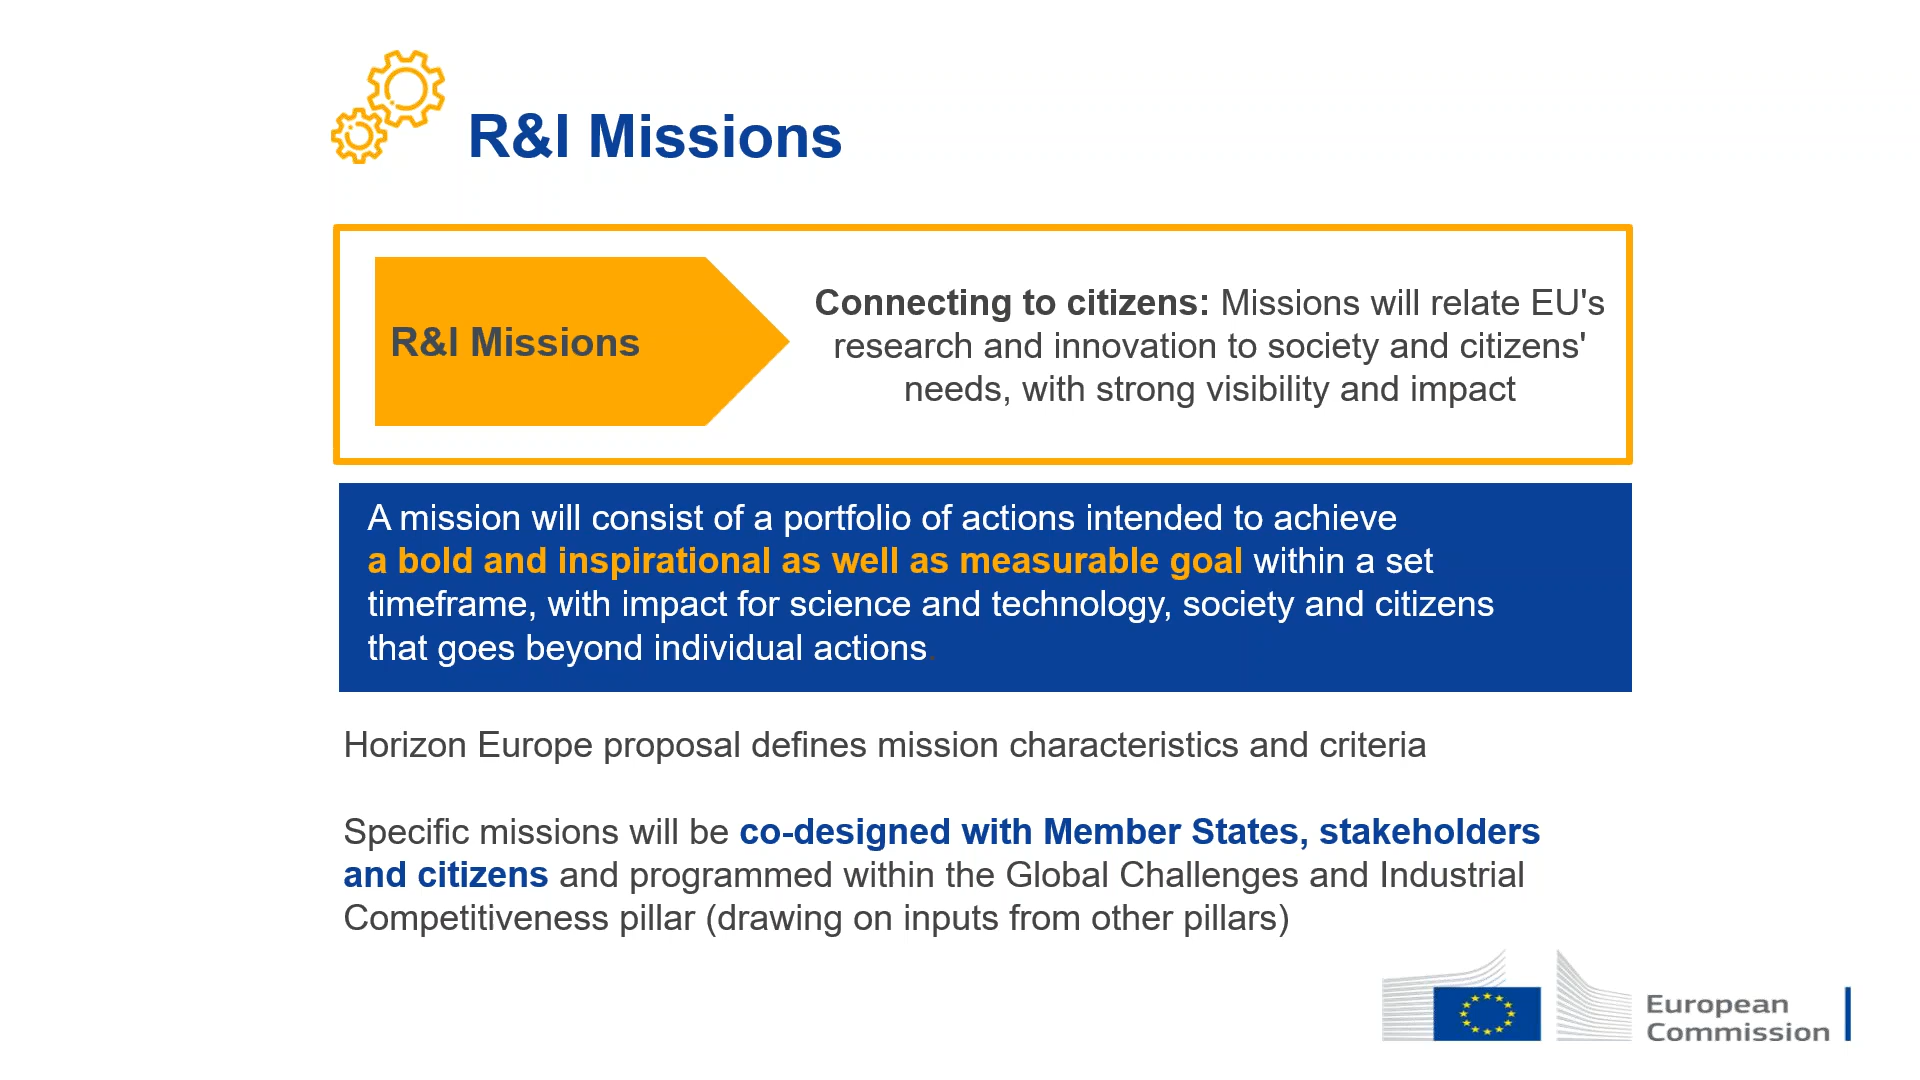 R&I Missions
R&I Missions
Connecting to citizens: Missions will relate EU's
research and innovation to society and citizens'
needs, with strong visibility and impact
A mission will consist of a portfolio of actions intended to achieve
a bold and inspirational as well as measurable goal within a set
timeframe, with impact for science and technology, society and citizens
that goes beyond individual actions.
Horizon Europe proposal defines mission characteristics and criteria
Specific missions will be co-designed with Member States, stakeholders
and citizens and programmed within the Global Challenges and Industrial
Competitiveness pillar (drawing on inputs from other pillars)
European
Commission